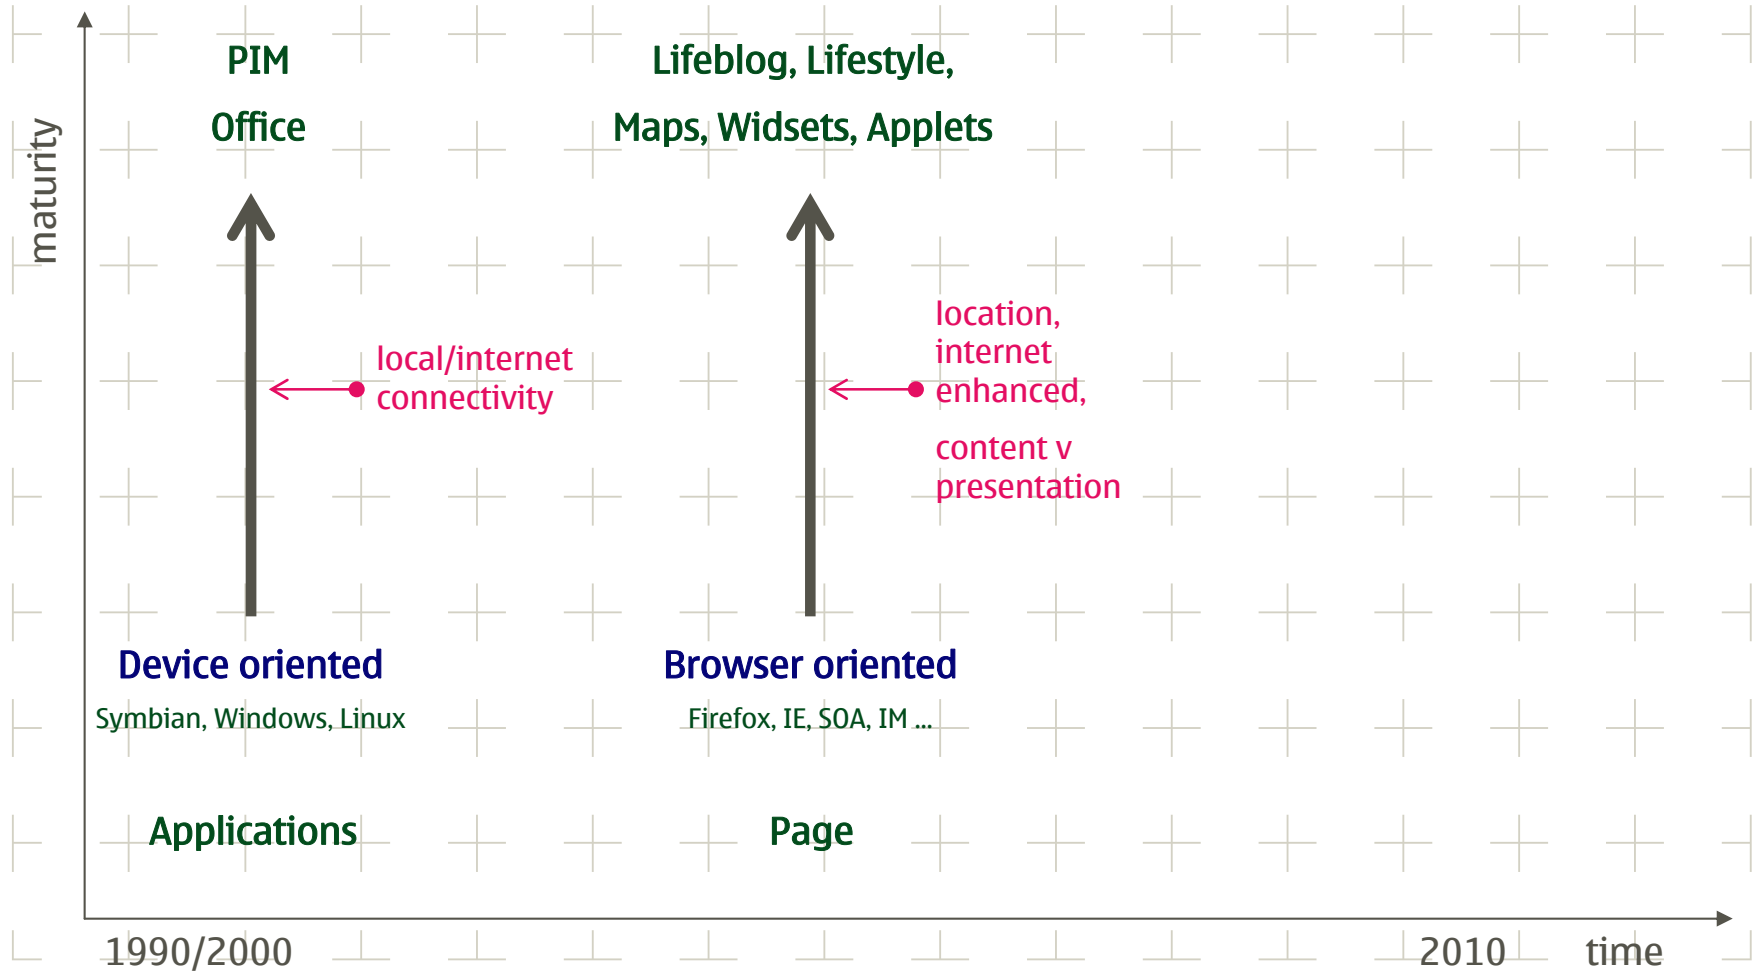 maturity
PIM
Office
local/internet
connectivity
Device oriented
Symbian, Windows, Linux
Applications
Lifeblog, Lifestyle,
Maps, Widsets, Applets
location,
internet
enhanced,
content v
presentation
Browser oriented
Firefox, IE, SOA, IM ...
Page
1990/2000
2010
time